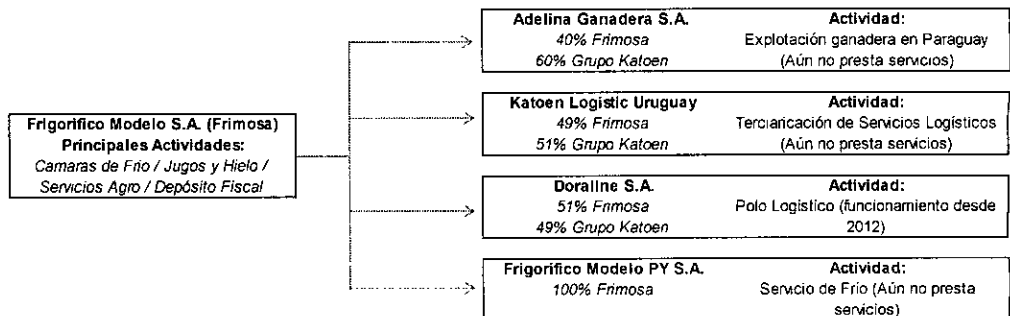 Frigorifico Modelo S.A. (Frimosa)
Principales Actividades:
Camaras de Frio / Jugos y Hielo /
Servicios Agro / Depósito Fiscal
Adelina Ganadera S.A.
40% Frimosa
60% Grupo Katoen
Actividad:
Explotación ganadera en Paraguay
(Aún no presta servicios)
Katoen Logistic Uruguay
49% Frimosa
51% Grupo Katoen
Actividad:
Terciarización de Servicios Logísticos
(Aún no presta servicios)
Doraline S.A.
51% Frimosa
49% Grupo Katoen
Actividad:
Polo Logístico (funcionamiento desde
2012)
Frigorifico Modelo PY S.A.
100% Frimosa
Actividad:
Servicio de Frío (Aún no presta
servicios)